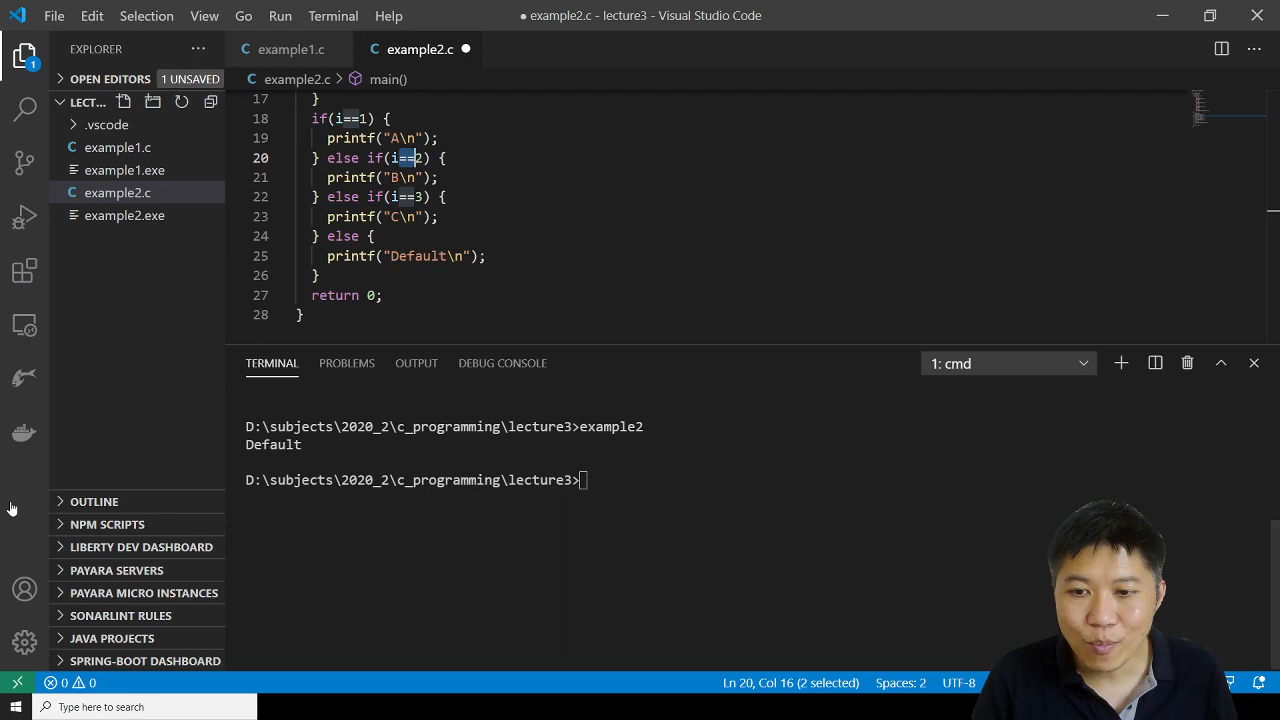 File Edit Selection View Go Run Terminal Help
● example2.c - lecture3 - Visual Studio Code
EXPLORER
1
OPEN EDITORS 1 UNSAVED
LECT...
.vscode
example1.c
example1.exe
example2.c
example2.exe
OUTLINE
NPM SCRIPTS
LIBERTY DEV DASHBOARD
PAYARA SERVERS
PAYARA MICRO INSTANCES
SONARLINT RULES
JAVA PROJECTS
SPRING-BOOT DASHBOARD
C example1.c C example2.c ●
C example2.c > main()
17 }
18 if(i==1) {
19 printf("A\n");
20 } else if(i==2) {
21 printf("B\n");
22 } else if(i==3) {
23 printf("C\n");
24 } else {
25 printf("Default\n");
26 }
27 return 0;
28 }
TERMINAL PROBLEMS OUTPUT DEBUG CONSOLE 1: cmd
D:\subjects\2020_2\c_programming\lecture3>example2
Default
D:\subjects\2020_2\c_programming\lecture3>
0 0 Ln 20, Col 16 (2 selected) Spaces: 2 UTF-8
Type here to search